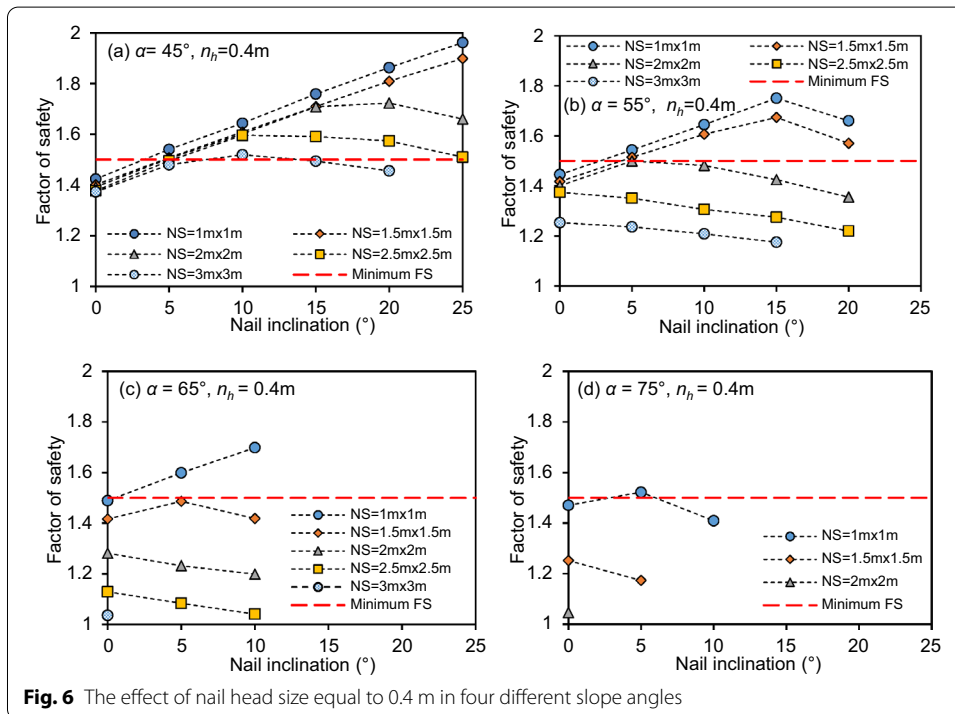 (a) α= 45°, nh=0.4m
Factor of safety
2
1.8
1.6
1.4
1.2
1
0 5 10 15 20 25
Nail inclination (°)
NS=1mx1m
NS=1.5mx1.5m
NS=2mx2m
NS=2.5mx2.5m
NS=3mx3m
Minimum FS
(b) α = 55°, nh=0.4m
Factor of safety
2
1.8
1.6
1.4
1.2
1
0 5 10 15 20 25
Nail inclination (°)
NS=1mx1m
NS=1.5mx1.5m
NS=2mx2m
NS=2.5mx2.5m
NS=3mx3m
Minimum FS
(c) α = 65°, nh = 0.4m
Factor of safety
2
1.8
1.6
1.4
1.2
1
0 5 10 15 20 25
Nail inclination (°)
NS=1mx1m
NS=1.5mx1.5m
NS=2mx2m
NS=2.5mx2.5m
NS=3mx3m
Minimum FS
(d) α = 75°, nh = 0.4m
Factor of safety
2
1.8
1.6
1.4
1.2
1
0 5 10 15 20 25
Nail inclination (°)
NS=1mx1m
NS=1.5mx1.5m
NS=2mx2m
Minimum FS
Fig. 6 The effect of nail head size equal to 0.4 m in four different slope angles